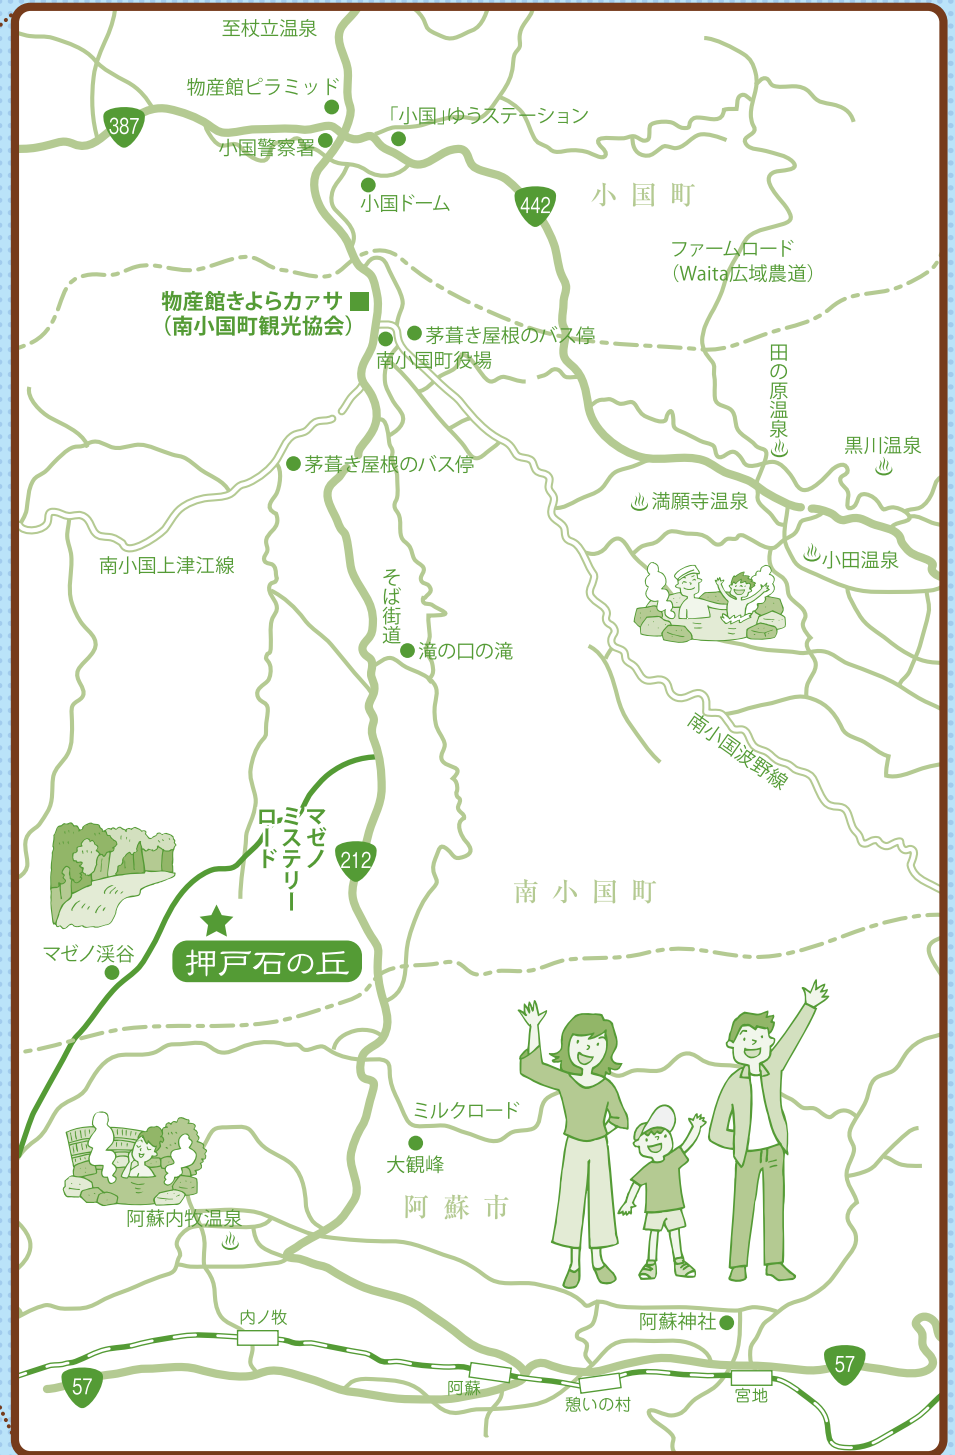 至杖立温泉
物産館ピラミッド
387
「小国」ゆうステーション
小国警察署
小国ドーム
442
小国町
ファームロード
（Waita広域農道）
物産館きよらカァサ
（南小国町観光協会）
茅葺き屋根のバス停
南小国町役場
田の原温泉
黒川温泉
茅葺き屋根のバス停
満願寺温泉
南小国上津江線
小田温泉
そば街道
滝の口の滝
南小国波野線
マゼノ
ミステリー
ロード
212
南小国町
マゼノ渓谷
押戸石の丘
ミルクロード
大観峰
阿蘇市
阿蘇内牧温泉
内ノ牧
阿蘇神社
57
57
阿蘇
憩いの村
宮地